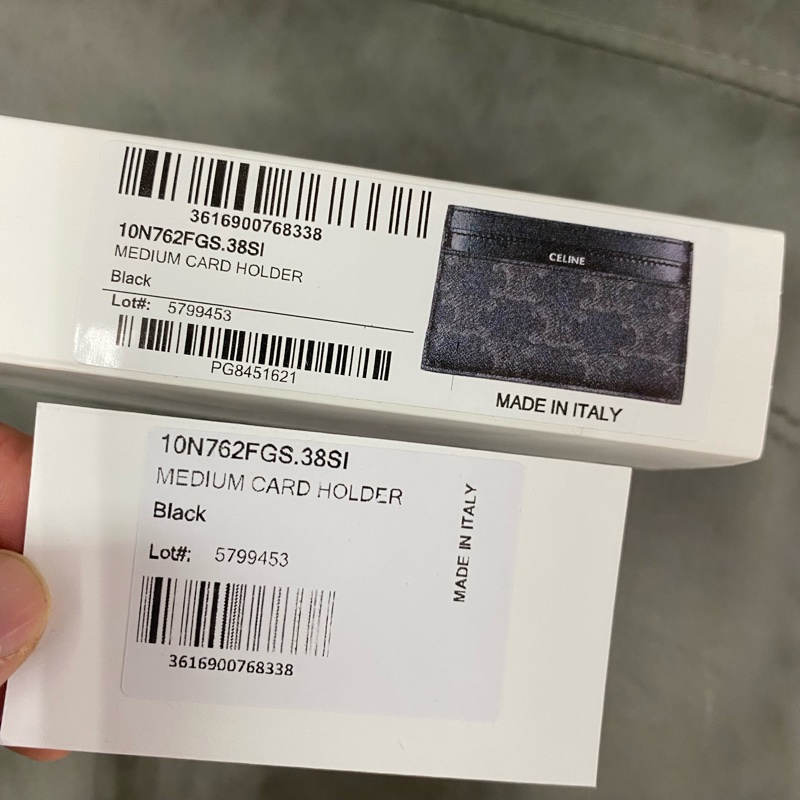 3616900768338
10N762FGS.38SI
MEDIUM CARD HOLDER
Black
Lot#: 5799453
PG8451621
CELINE
MADE IN ITALY
10N762FGS.38SI
MEDIUM CARD HOLDER
Black
Lot#: 5799453
3616900768338
MADE IN ITALY